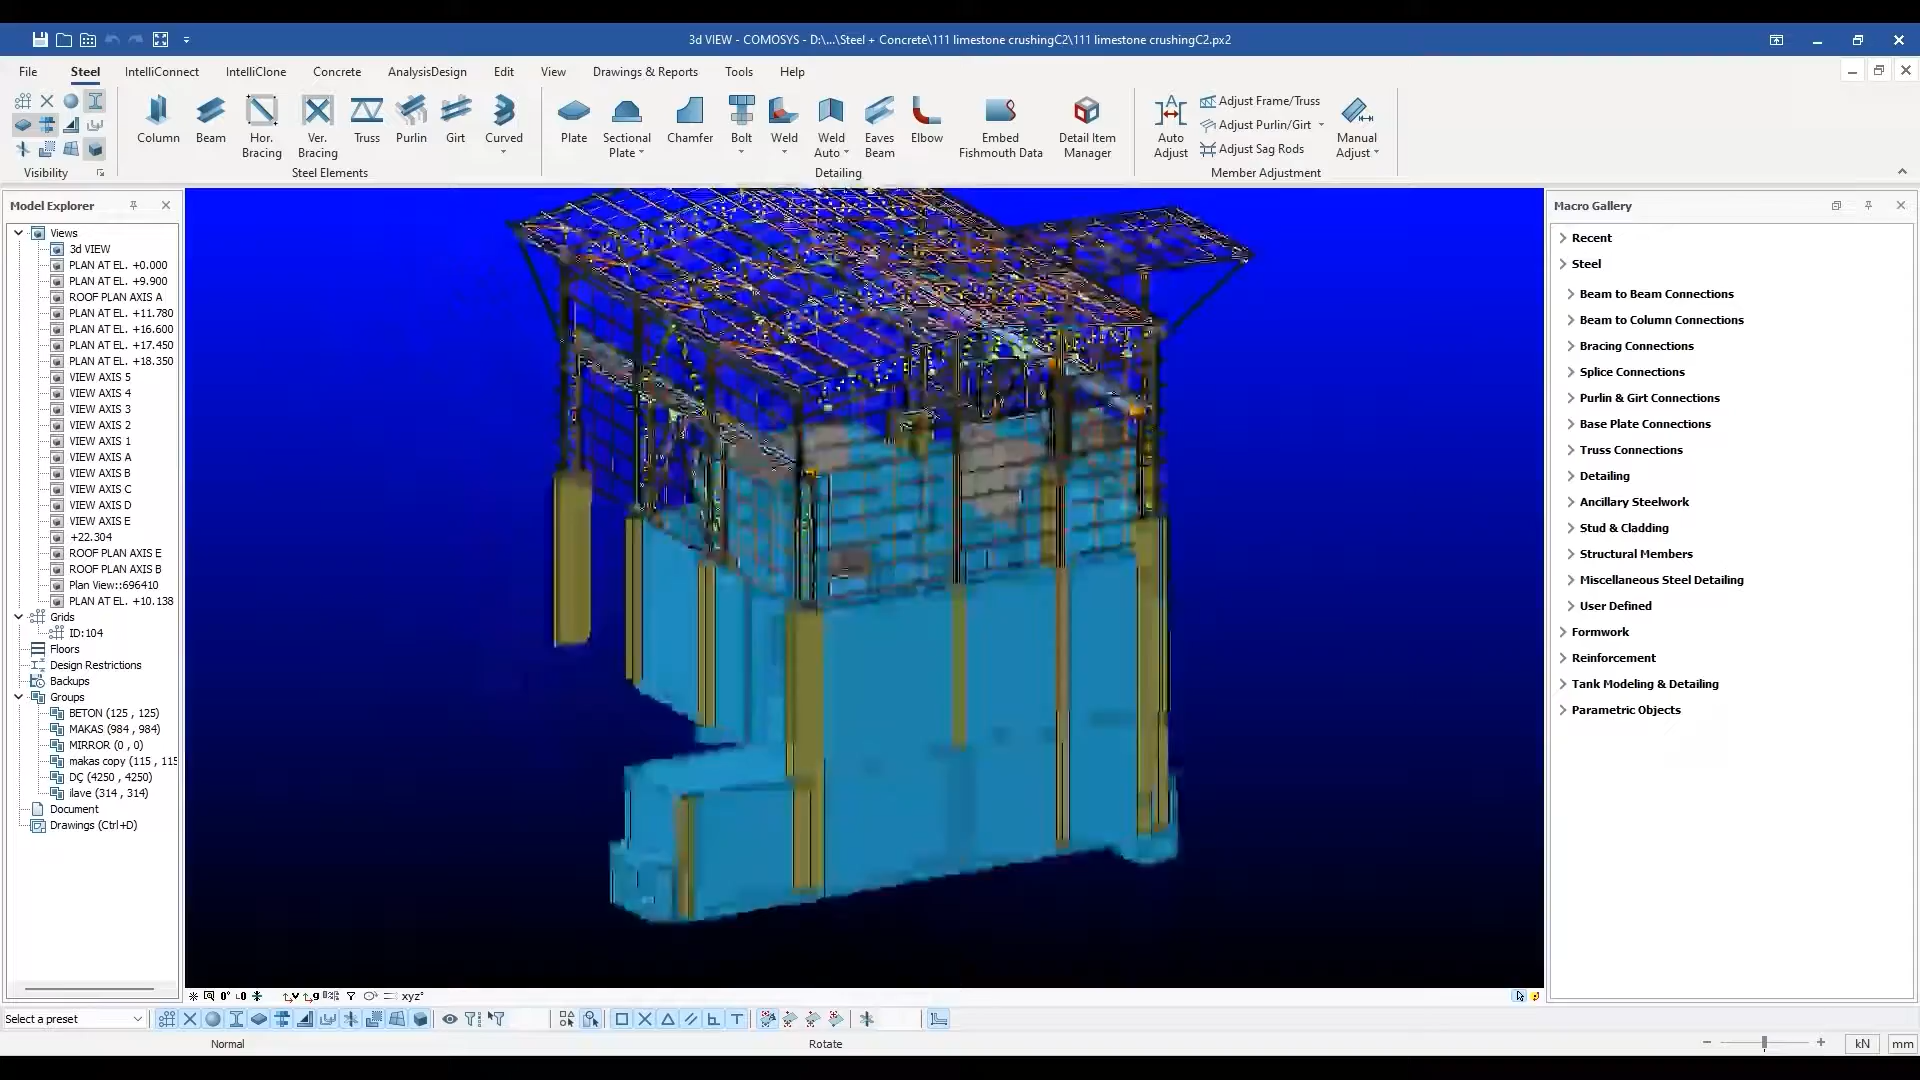 3d VIEW - COMOSYS - D:\...\Steel + Concrete\111 limestone crushingC2\111 limestone crushingC2.px2
File Steel IntelliConnect IntelliClone Concrete AnalysisDesign Edit View Drawings & Reports Tools Help
Column Beam Hor. Bracing Ver. Bracing Truss Purlin Girt Curved
Plate Sectional Plate Chamfer Bolt Weld Weld Auto Eaves Beam Elbow Embed Fishmouth Data Detail Item Manager
Auto Adjust
Adjust Frame/Truss
Adjust Purlin/Girt
Adjust Sag Rods
Manual Adjust
Visibility Steel Elements Detailing Member Adjustment
Model Explorer
Views
3d VIEW
PLAN AT EL. +0.000
PLAN AT EL. +9.900
ROOF PLAN AXIS A
PLAN AT EL. +11.780
PLAN AT EL. +16.600
PLAN AT EL. +17.450
PLAN AT EL. +18.350
VIEW AXIS 5
VIEW AXIS 4
VIEW AXIS 3
VIEW AXIS 2
VIEW AXIS 1
VIEW AXIS A
VIEW AXIS B
VIEW AXIS C
VIEW AXIS D
VIEW AXIS E
+22.304
ROOF PLAN AXIS E
ROOF PLAN AXIS B
Plan View::696410
PLAN AT EL. +10.138
Grids
ID:104
Floors
Design Restrictions
Backups
Groups
BETON (125 , 125)
MAKAS (984 , 984)
MIRROR (0 , 0)
makas copy (115 , 115
DÇ (4250 , 4250)
ilave (314 , 314)
Document
Drawings (Ctrl+D)
Macro Gallery
Recent
Steel
Beam to Beam Connections
Beam to Column Connections
Bracing Connections
Splice Connections
Purlin & Girt Connections
Base Plate Connections
Truss Connections
Detailing
Ancillary Steelwork
Stud & Cladding
Structural Members
Miscellaneous Steel Detailing
User Defined
Formwork
Reinforcement
Tank Modeling & Detailing
Parametric Objects
xyz°
Select a preset
Normal Rotate kN mm